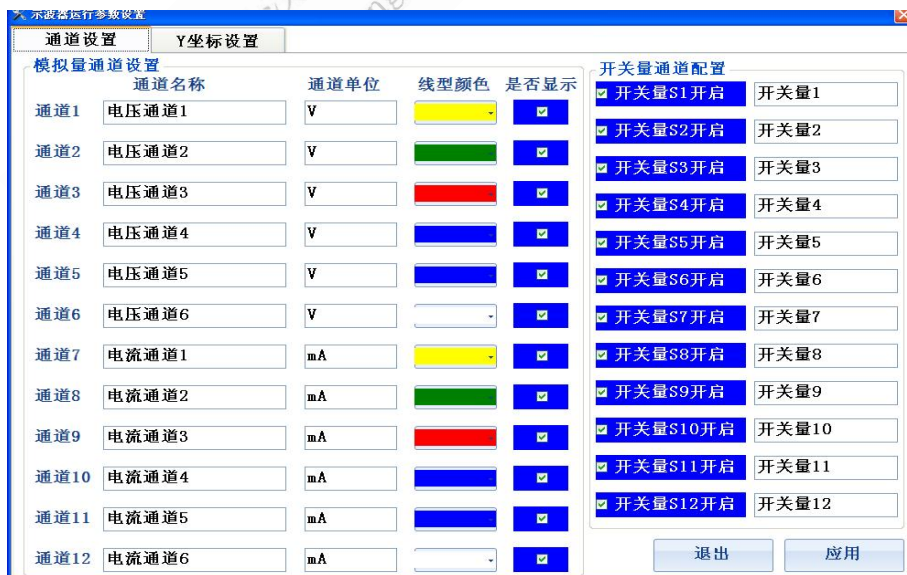 示波器运行参数设置
通道设置 Y坐标设置
模拟量通道设置
通道名称 通道单位 线型颜色 是否显示
通道1 电压通道1 V
通道2 电压通道2 V
通道3 电压通道3 V
通道4 电压通道4 V
通道5 电压通道5 V
通道6 电压通道6 V
通道7 电流通道1 mA
通道8 电流通道2 mA
通道9 电流通道3 mA
通道10 电流通道4 mA
通道11 电流通道5 mA
通道12 电流通道6 mA
开关量通道配置
开关量S1开启 开关量1
开关量S2开启 开关量2
开关量S3开启 开关量3
开关量S4开启 开关量4
开关量S5开启 开关量5
开关量S6开启 开关量6
开关量S7开启 开关量7
开关量S8开启 开关量8
开关量S9开启 开关量9
开关量S10开启 开关量10
开关量S11开启 开关量11
开关量S12开启 开关量12
退出 应用